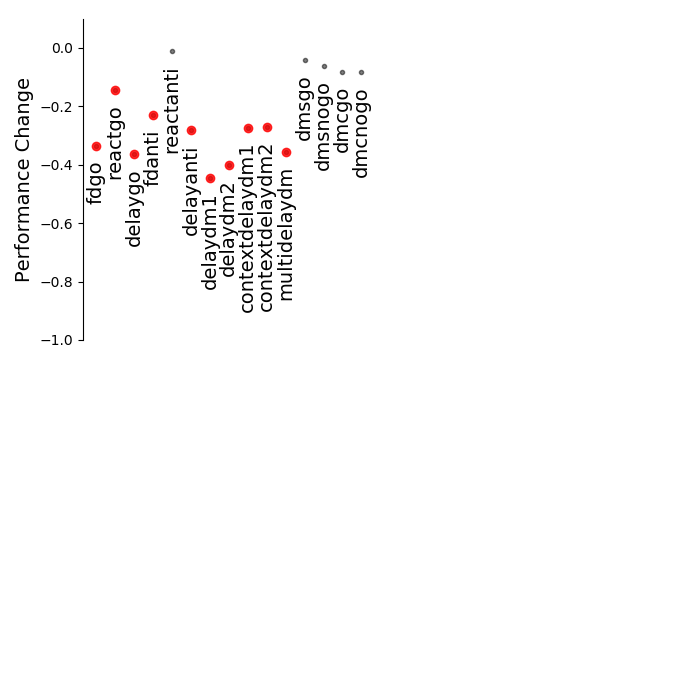 0.0
−0.2
−0.4
−0.6
−0.8
−1.0
Performance Change
fdgo
reactgo
delaygo
fdanti
reactanti
delayanti
delaydm1
delaydm2
contextdelaydm1
contextdelaydm2
multidelaydm
dmsgo
dmsnogo
dmcgo
dmcnogo